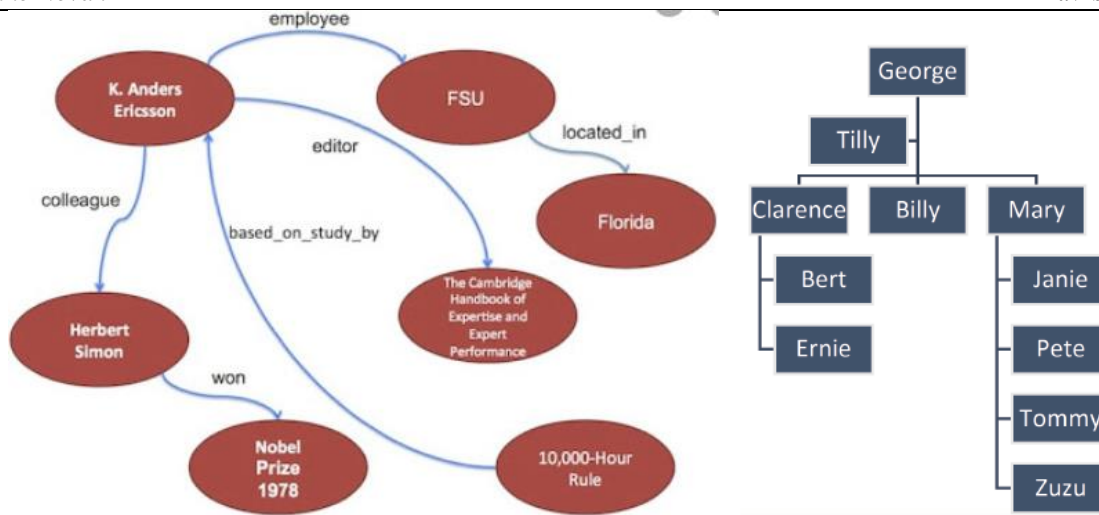 employee
K. Anders
Ericsson
FSU
located_in
editor
colleague
Florida
based_on_study_by
The Cambridge
Handbook of
Expertise and
Expert
Performance
Herbert
Simon
won
Nobel
Prize
1978
10,000-Hour
Rule
George
Tilly
Clarence
Billy
Mary
Bert
Janie
Ernie
Pete
Tommy
Zuzu